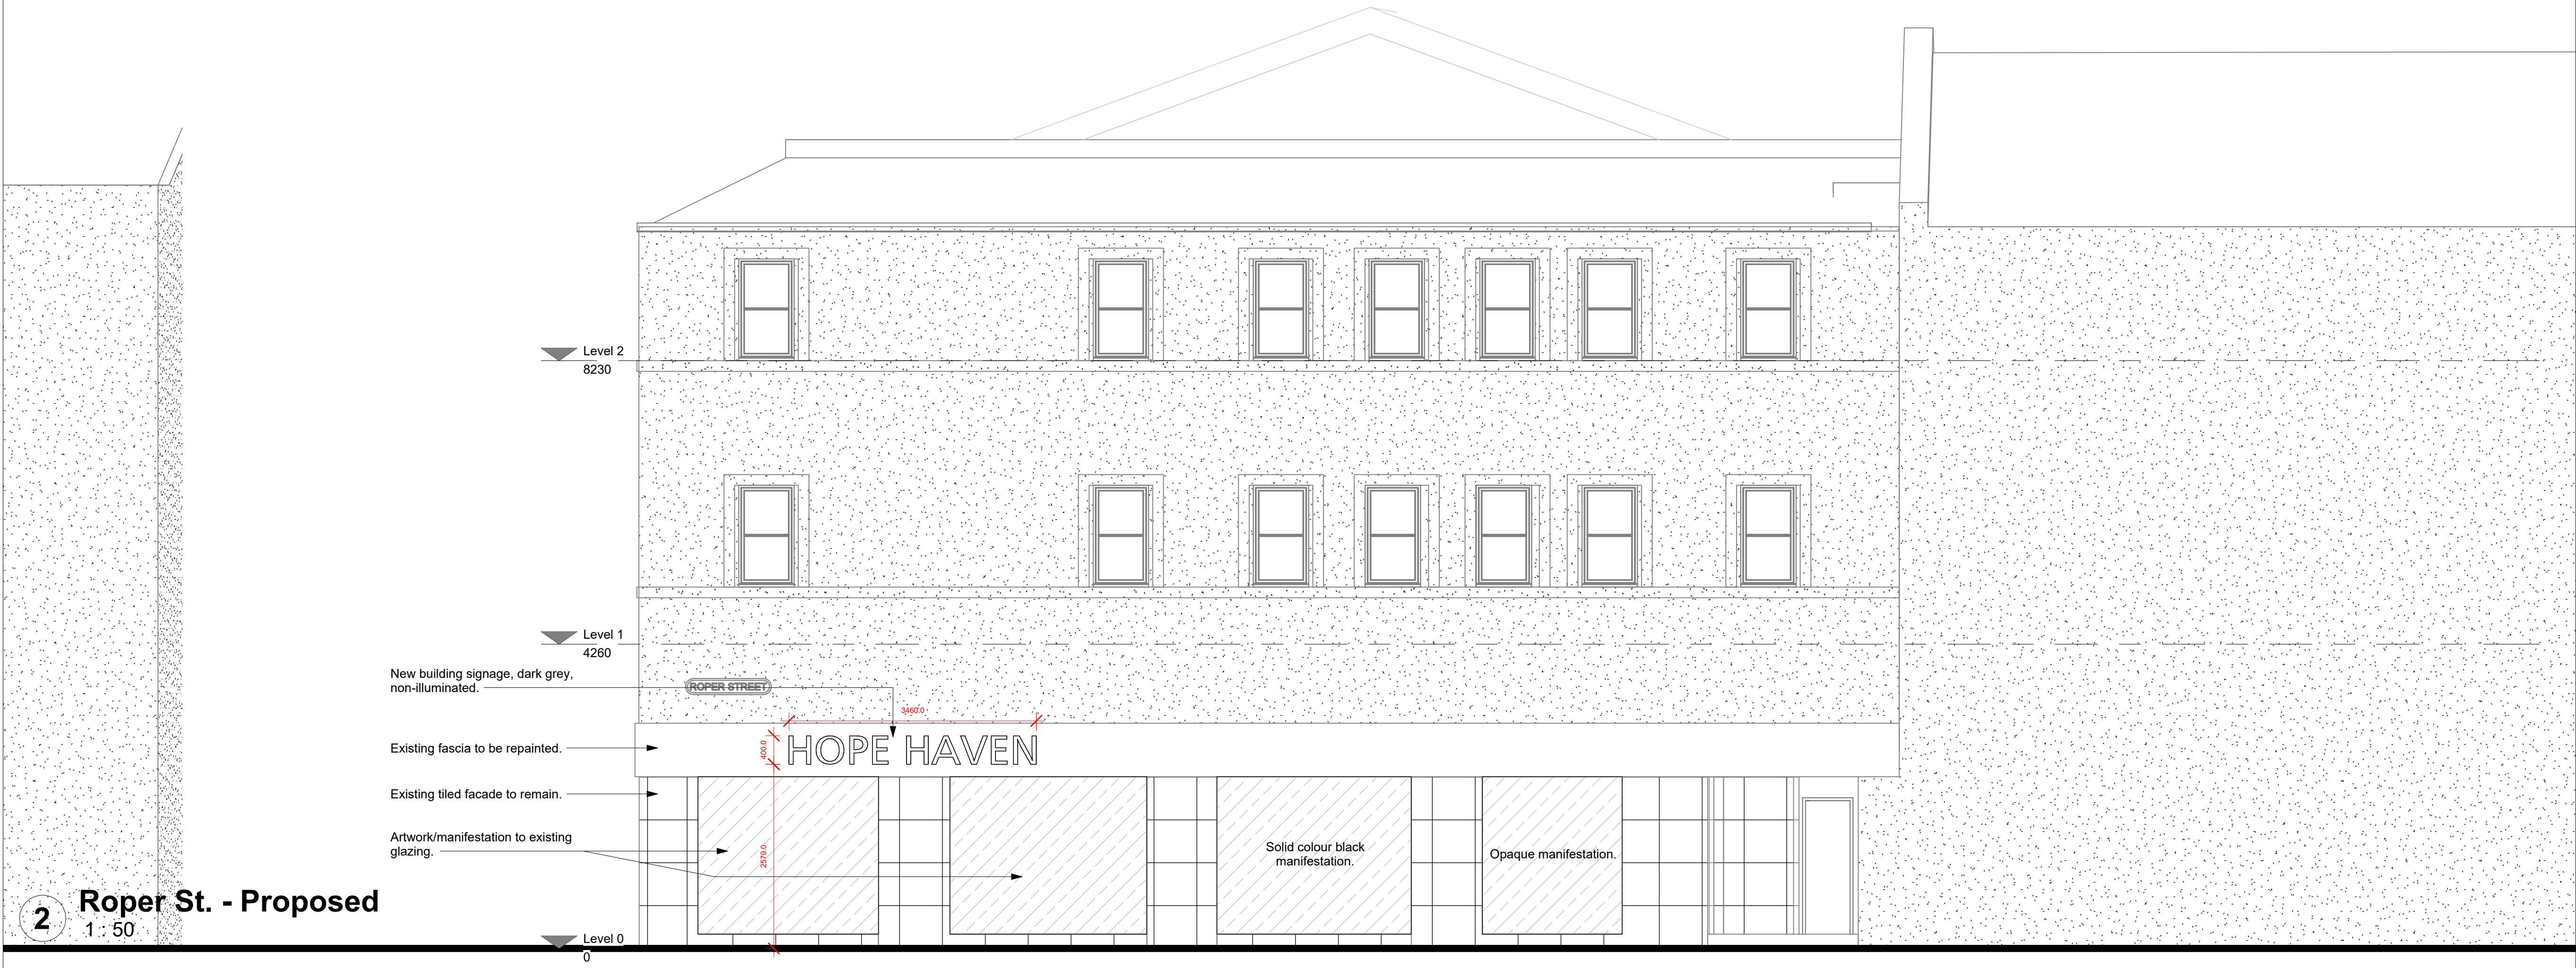 Level 2
8230
Level 1
4260
New building signage, dark grey,
non-illuminated.
ROPER STREET
3460.0
400.0
HOPE HAVEN
Existing fascia to be repainted.
Existing tiled facade to remain.
Artwork/manifestation to existing
glazing.
2579.0
Solid colour black
manifestation.
Opaque manifestation.
2
Roper St. - Proposed
1 : 50
Level 0
0